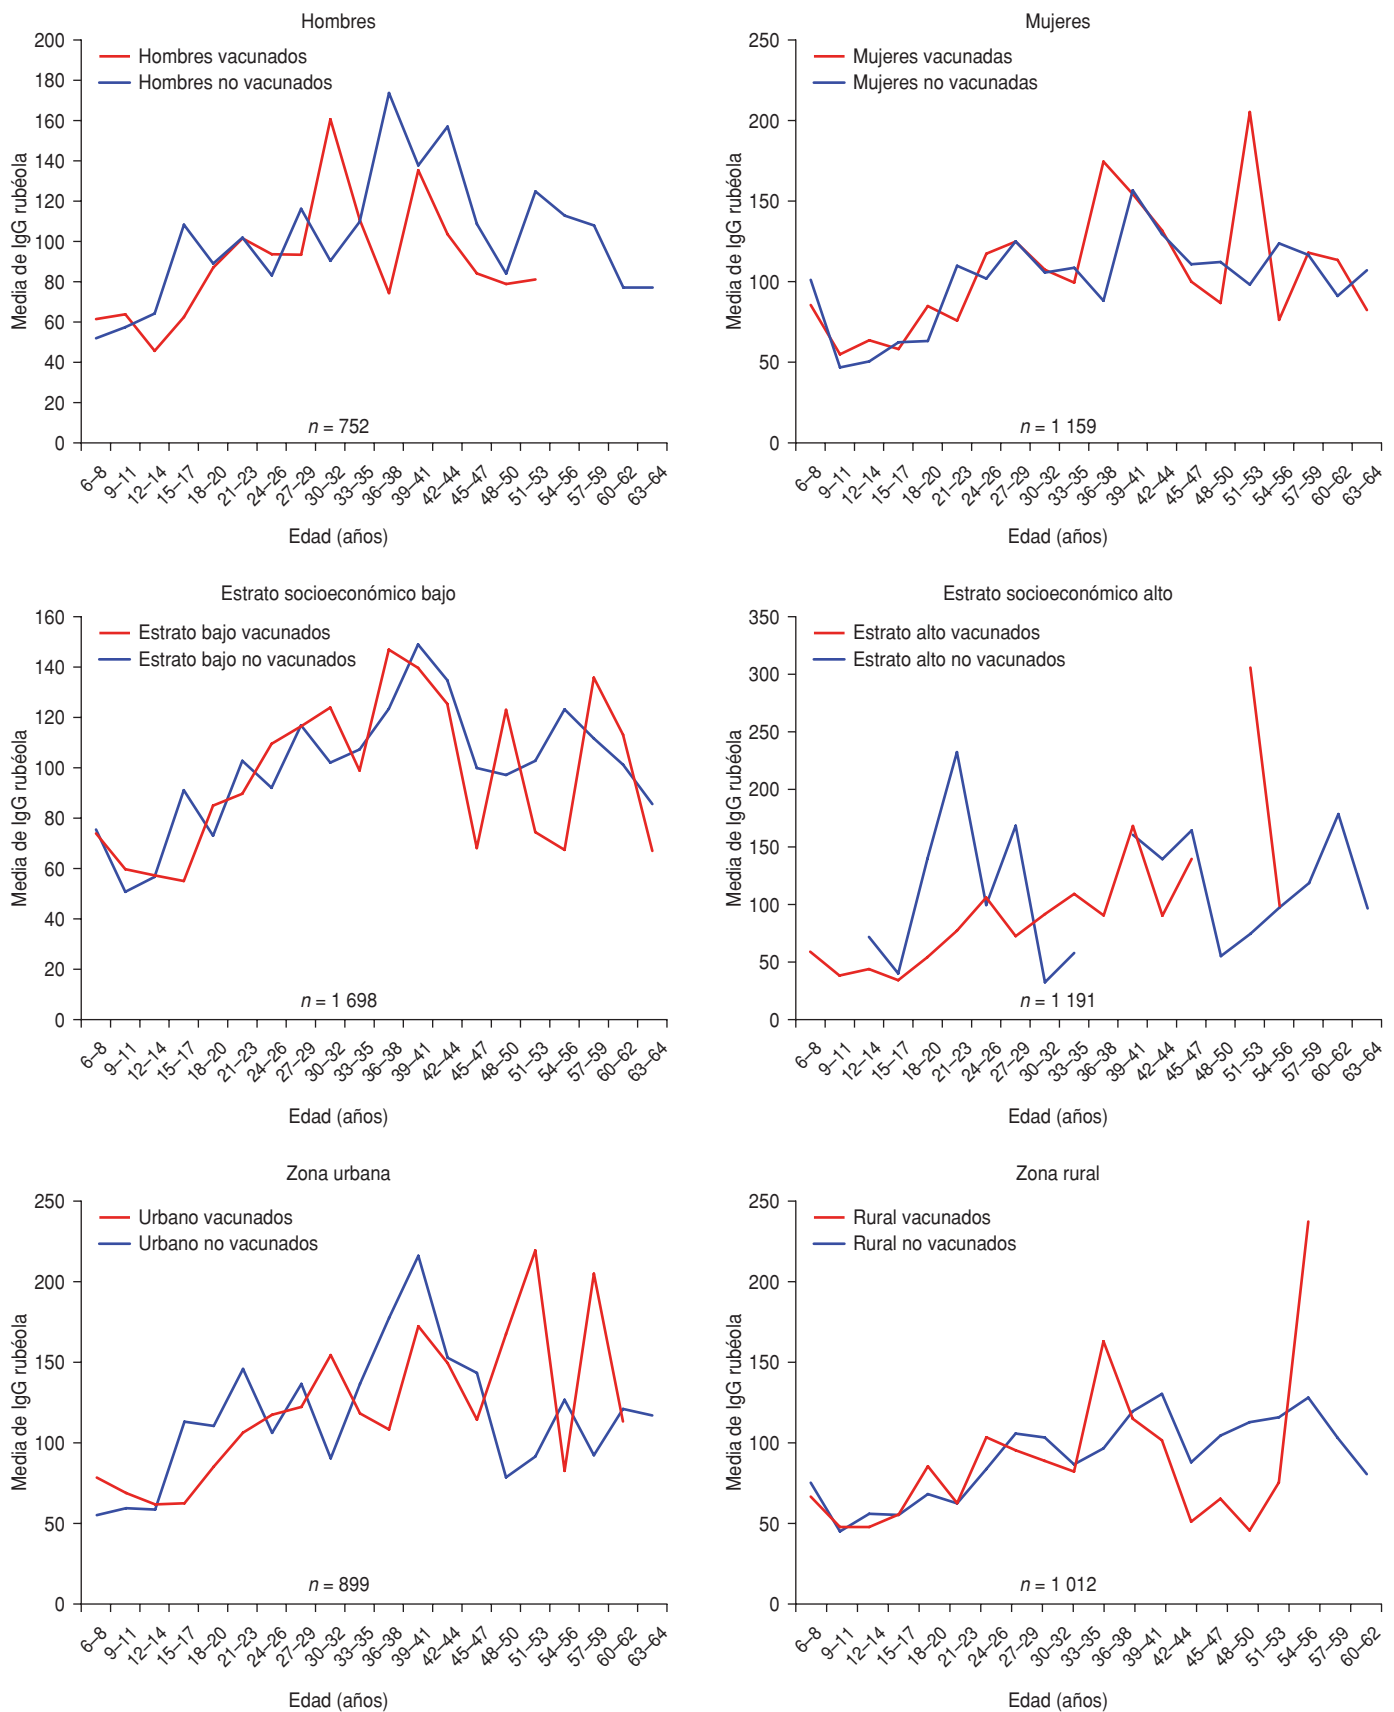 Hombres
200
180
160
140
120
100
80
60
40
20
0
Media de IgG rubéola
Hombres vacunados
Hombres no vacunados
n = 752
6–8 9–11 12–14 15–17 18–20 21–23 24–26 27–29 30–32 33–35 36–38 39–41 42–44 45–47 48–50 51–53 54–56 57–59 60–62 63–64
Edad (años)
Mujeres
250
200
150
100
50
0
Media de IgG rubéola
Mujeres vacunadas
Mujeres no vacunadas
n = 1 159
6–8 9–11 12–14 15–17 18–20 21–23 24–26 27–29 30–32 33–35 36–38 39–41 42–44 45–47 48–50 51–53 54–56 57–59 60–62 63–64
Edad (años)
Estrato socioeconómico bajo
160
140
120
100
80
60
40
20
0
Media de IgG rubéola
Estrato bajo vacunados
Estrato bajo no vacunados
n = 1 698
6–8 9–11 12–14 15–17 18–20 21–23 24–26 27–29 30–32 33–35 36–38 39–41 42–44 45–47 48–50 51–53 54–56 57–59 60–62 63–64
Edad (años)
Estrato socioeconómico alto
350
300
250
200
150
100
50
0
Media de IgG rubéola
Estrato alto vacunados
Estrato alto no vacunados
n = 1 191
6–8 9–11 12–14 15–17 18–20 21–23 24–26 27–29 30–32 33–35 36–38 39–41 42–44 45–47 48–50 51–53 54–56 57–59 60–62 63–64
Edad (años)
Zona urbana
250
200
150
100
50
0
Media de IgG rubéola
Urbano vacunados
Urbano no vacunados
n = 899
6–8 9–11 12–14 15–17 18–20 21–23 24–26 27–29 30–32 33–35 36–38 39–41 42–44 45–47 48–50 51–53 54–56 57–59 60–62 63–64
Edad (años)
Zona rural
250
200
150
100
50
0
Media de IgG rubéola
Rural vacunados
Rural no vacunados
n = 1 012
6–8 9–11 12–14 15–17 18–20 21–23 24–26 27–29 30–32 33–35 36–38 39–41 42–44 45–47 48–50 51–53 54–56 57–59 60–62
Edad (años)